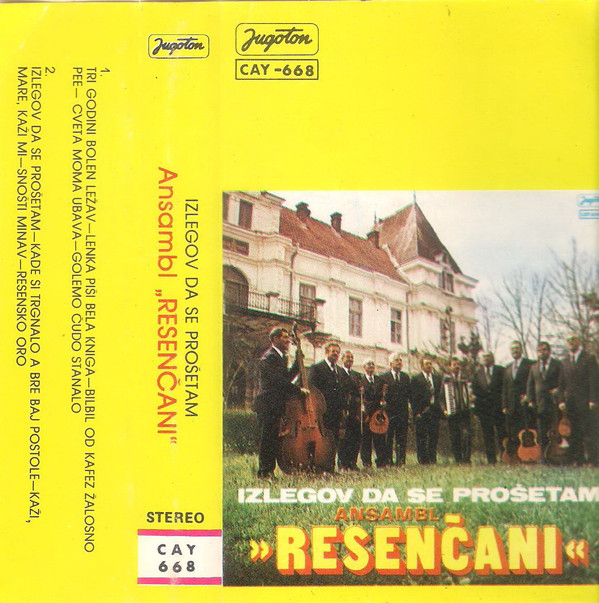 1.
TRI GODINI BOLEN LEŽAV—LENKA PIŠI BELA KNIGA—BILBIL OD KAFEZ ŽALOSNO
PEE— CVETA MOMA UBAVA—GOLEMO ČUDO STANALO
2.
IZLEGOV DA SE PROŠETAM—KADE SI TRGNALO A BRE BAJ POSTOLE—KAŽI,
MARE, KAŽI MI—SNOŠTI MINAV—RESENSKO ORO
Jugoton
IZLEGOV DA SE PROŠETAM
Ansambl „RESENČANI“
STEREO
CAY
668
Jugoton
CAY-668
IZLEGOV DA SE PROŠETAM
ANSAMBL
»RESENČANI«